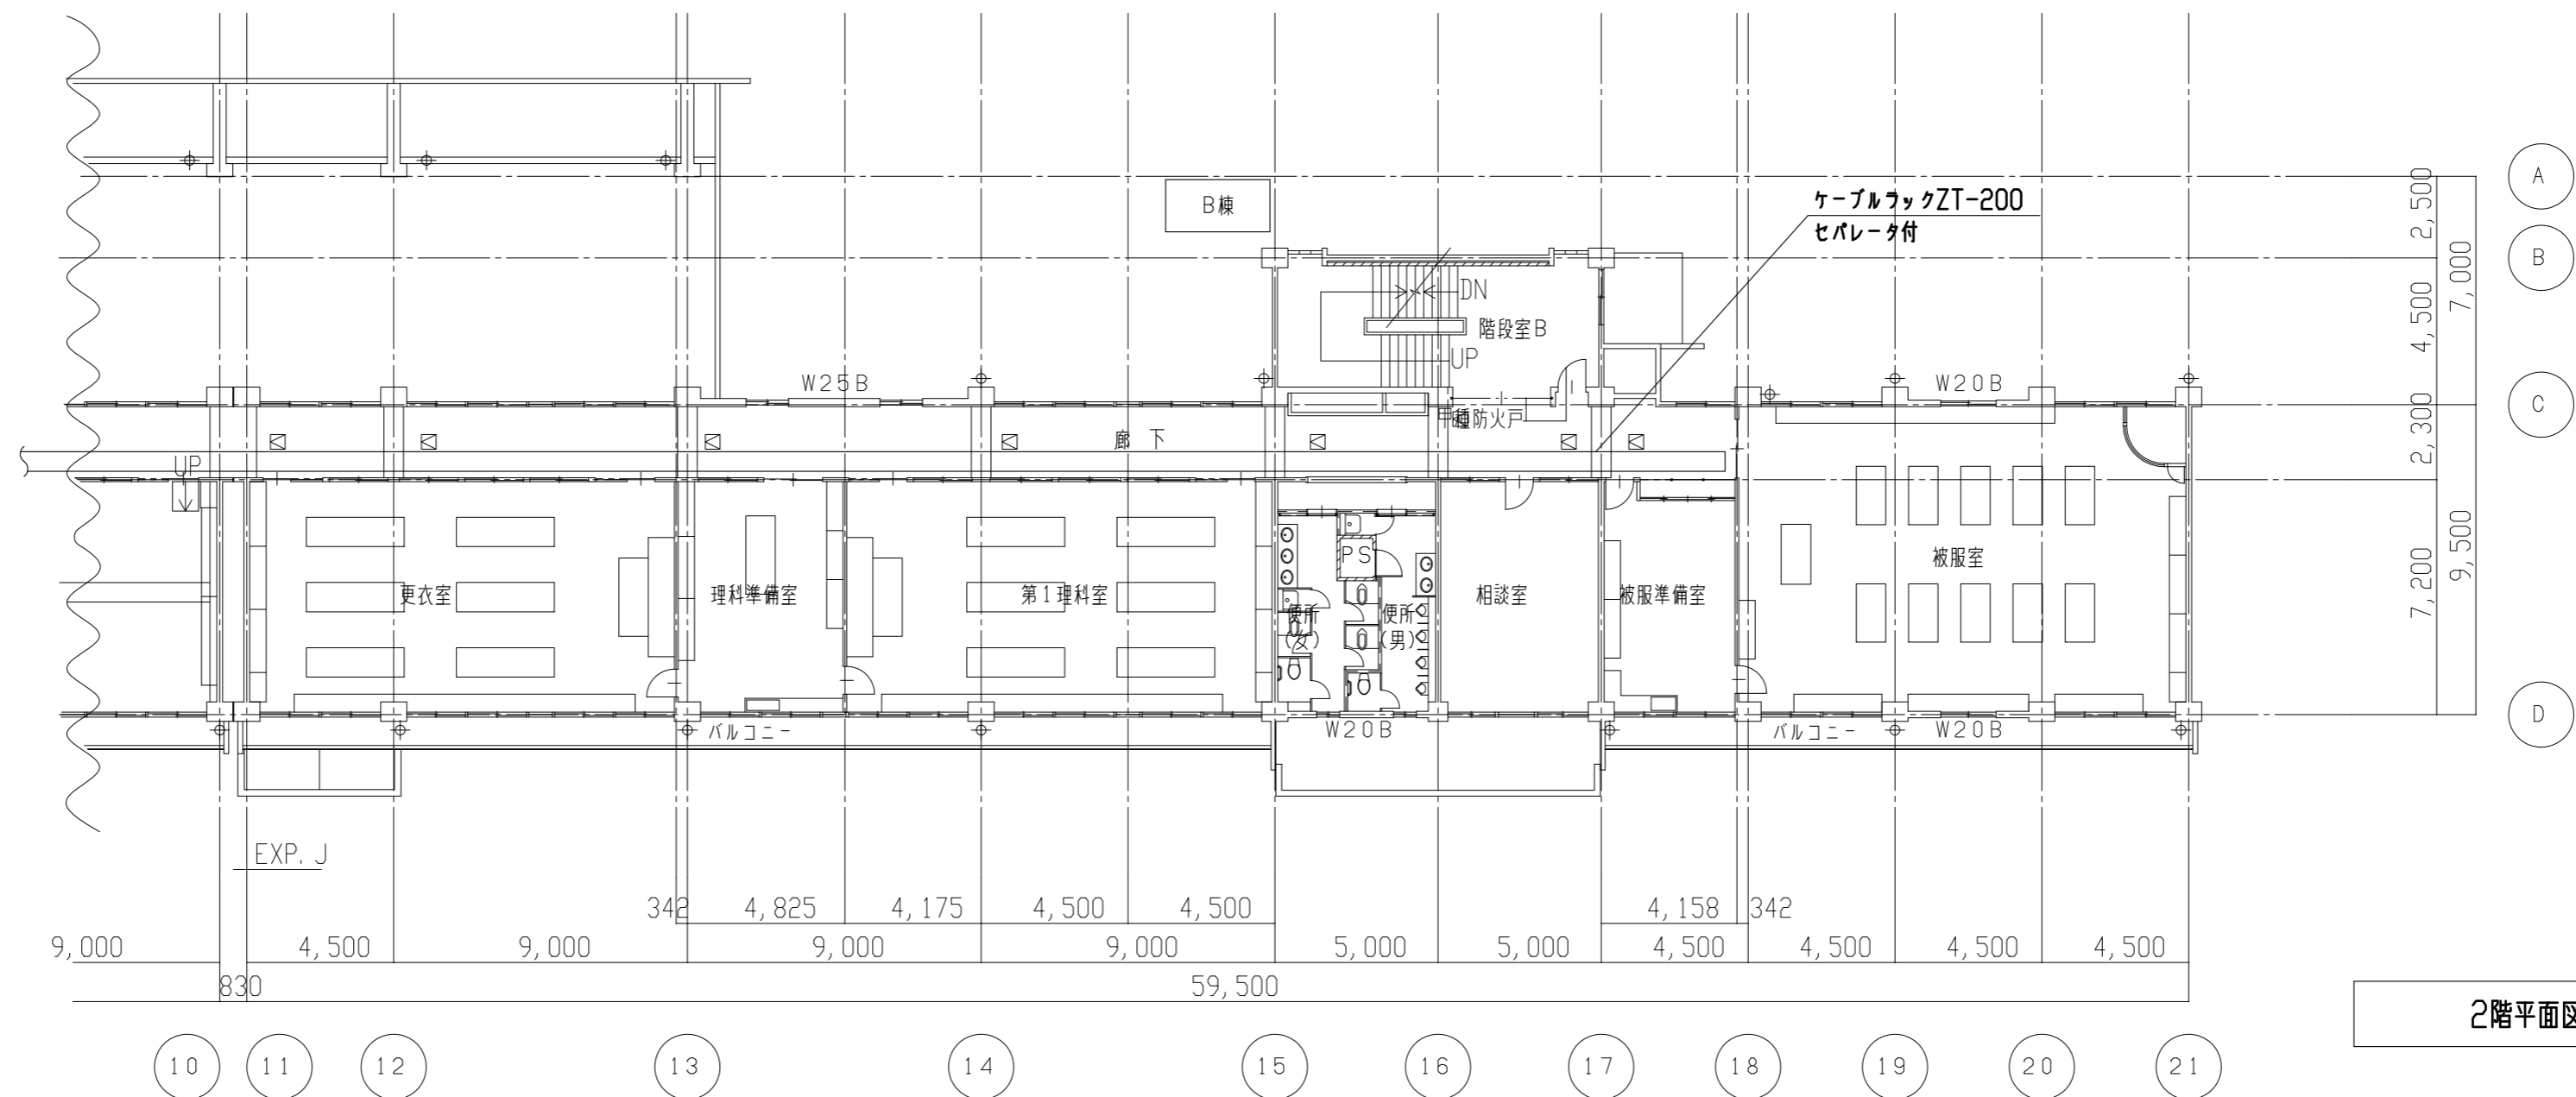 A
B棟
ケーブルラックZT-200
セパレータ付
2,500
B
7,000
DN
階段室B
4,500
UP
W25B
W20B
C
廊 下
2,300
UP
9,500
PS
被服室
7,200
更衣室
理科準備室
第1理科室
便所
(女)
便所
(男)
相談室
被服準備室
D
バルコニー
W20B
バルコニー
W20B
EXP. J
342
4,825
4,175
4,500
4,500
4,158
342
9,000
4,500
9,000
9,000
9,000
5,000
5,000
4,500
4,500
4,500
4,500
830
59,500
2階平面図
10
11
12
13
14
15
16
17
18
19
20
21